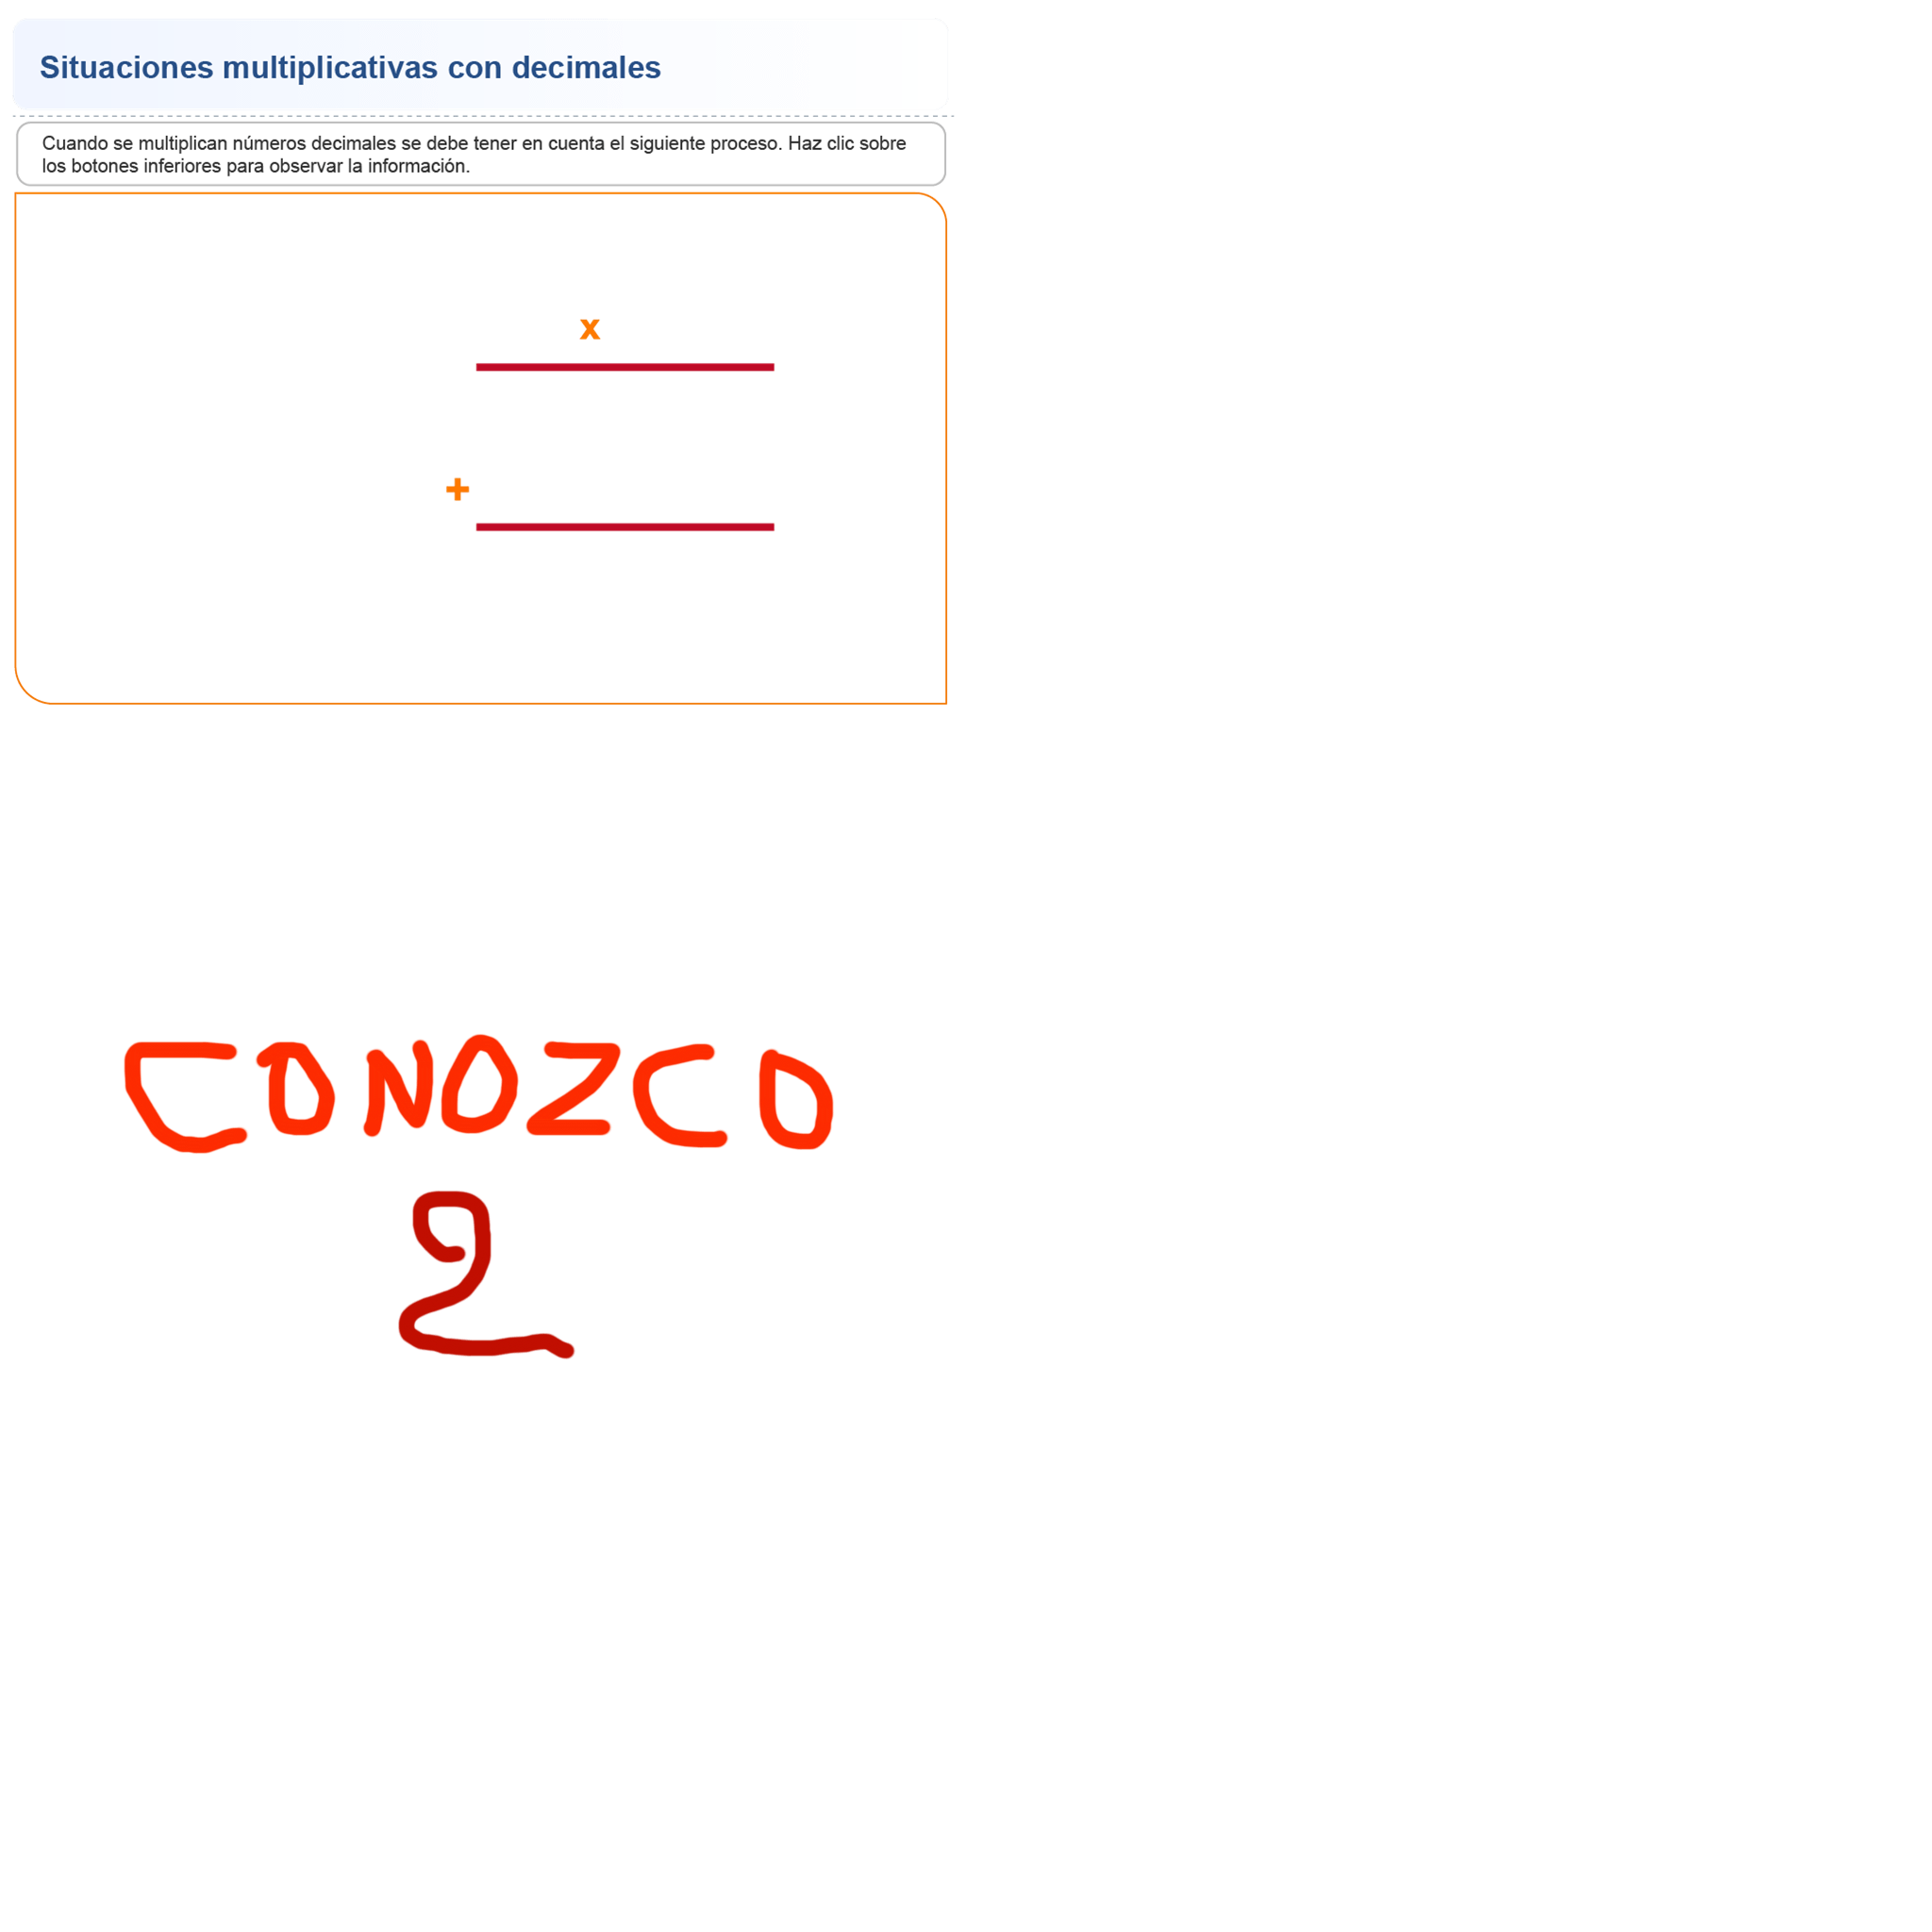 Situaciones multiplicativas con decimales
Cuando se multiplican números decimales se debe tener en cuenta el siguiente proceso. Haz clic sobre
los botones inferiores para observar la información.
x
+
CONOZCO
2